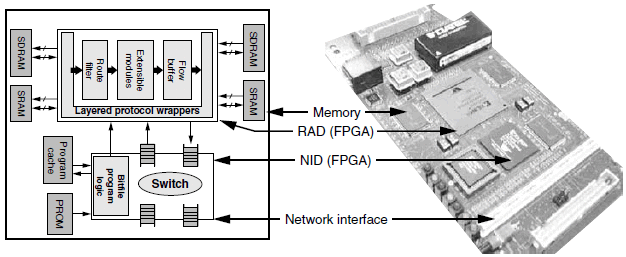 SDRAM
SRAM
Route
filter
Extensible
modules
Flow
buffer
Layered protocol wrappers
SDRAM
SRAM
Program
cache
PROM
Bitfile
program
logic
Switch
Memory
RAD (FPGA)
NID (FPGA)
Network interface